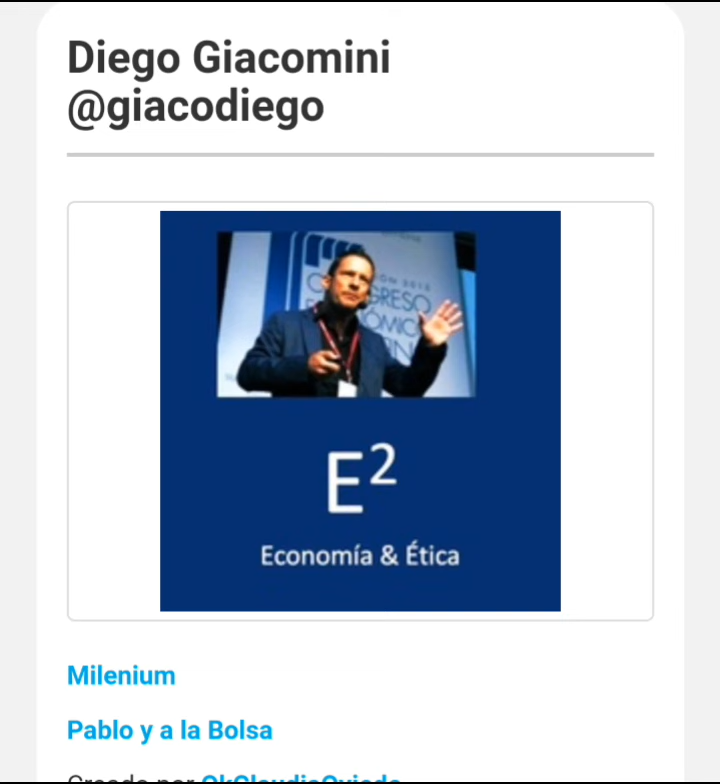 Diego Giacomini
@giacodiego
E²
Economía & Ética
Milenium
Pablo y a la Bolsa